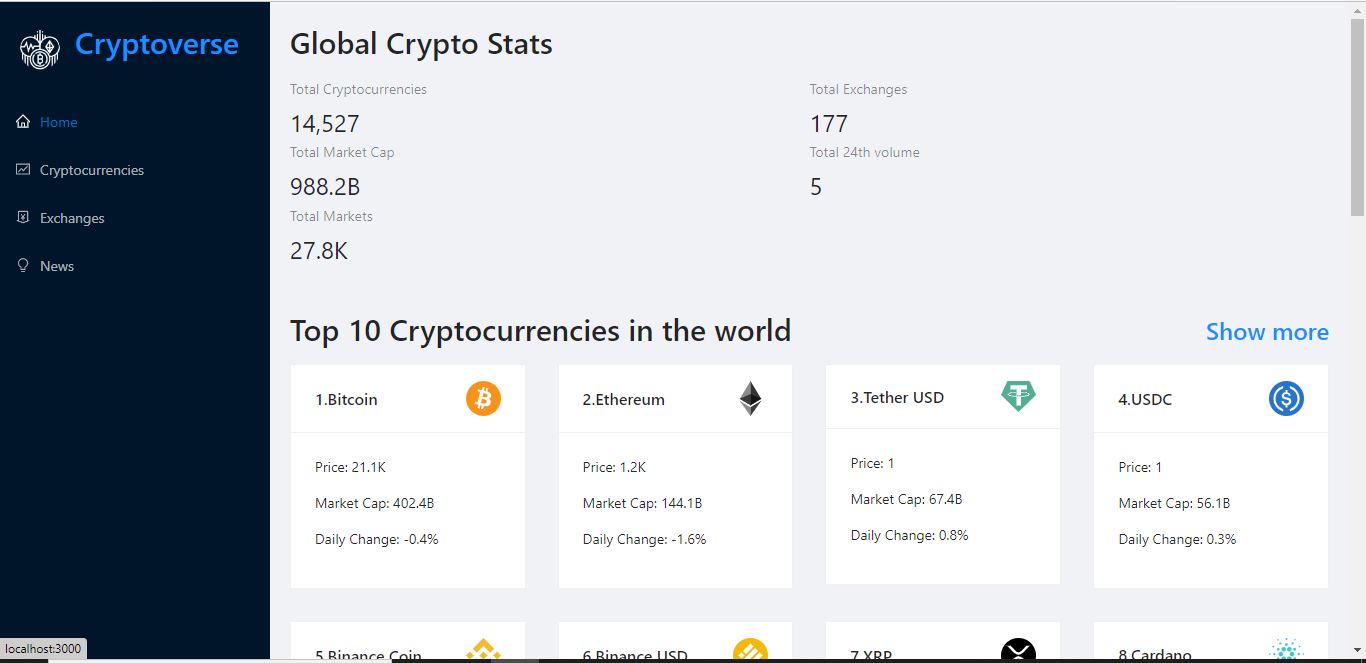 Cryptoverse
Home
Cryptocurrencies
Exchanges
News
Global Crypto Stats
Total Cryptocurrencies
14,527
Total Exchanges
177
Total Market Cap
988.2B
Total 24th volume
5
Total Markets
27.8K
Top 10 Cryptocurrencies in the world
Show more
1.Bitcoin
Price: 21.1K
Market Cap: 402.4B
Daily Change: -0.4%
2.Ethereum
Price: 1.2K
Market Cap: 144.1B
Daily Change: -1.6%
3.Tether USD
Price: 1
Market Cap: 67.4B
Daily Change: 0.8%
4.USDC
Price: 1
Market Cap: 56.1B
Daily Change: 0.3%
5.Binance Coin
6.Binance USD
7.XRP
8.Cardano
localhost:3000